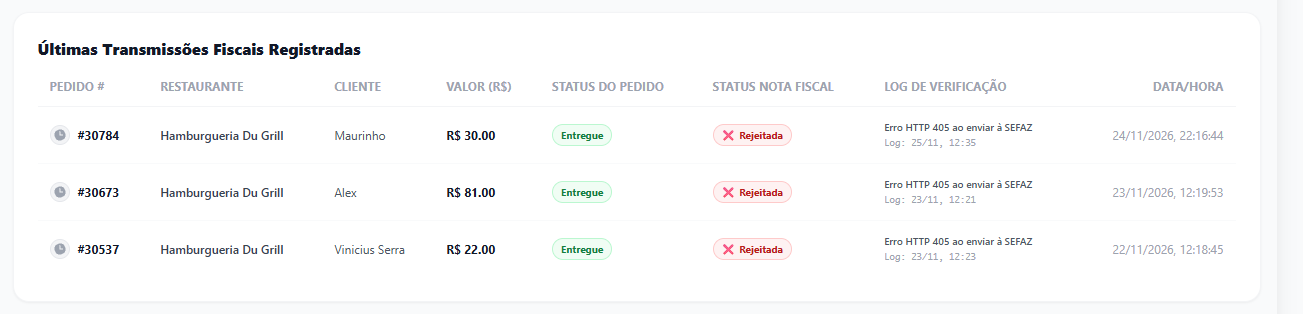 Últimas Transmissões Fiscais Registradas
PEDIDO # RESTAURANTE CLIENTE VALOR (R$) STATUS DO PEDIDO STATUS NOTA FISCAL LOG DE VERIFICAÇÃO DATA/HORA
#30784 Hamburgueria Du Grill Maurinho R$ 30.00 Entregue ❌ Rejeitada Erro HTTP 405 ao enviar à SEFAZ 24/11/2026, 22:16:44
Log: 25/11, 12:35
#30673 Hamburgueria Du Grill Alex R$ 81.00 Entregue ❌ Rejeitada Erro HTTP 405 ao enviar à SEFAZ 23/11/2026, 12:19:53
Log: 23/11, 12:21
#30537 Hamburgueria Du Grill Vinicius Serra R$ 22.00 Entregue ❌ Rejeitada Erro HTTP 405 ao enviar à SEFAZ 22/11/2026, 12:18:45
Log: 23/11, 12:23